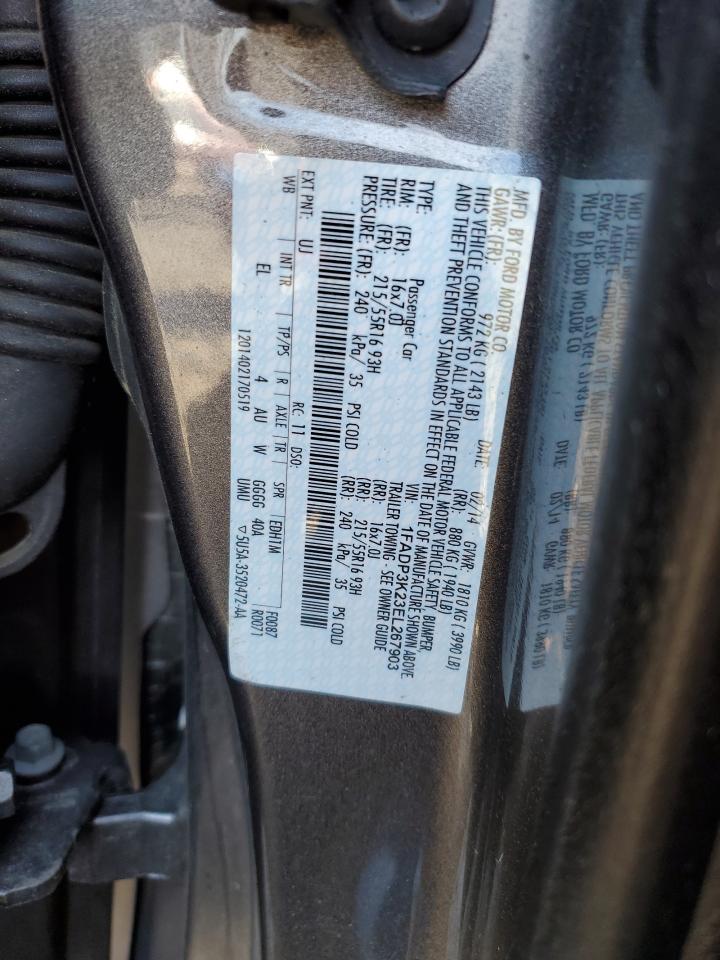 MFD. BY FORD MOTOR CO.
DATE: 02/14 GVWR: 1810 KG ( 3990 LB)
GAWR: (FR): 972 KG ( 2143 LB) (RR): 880 KG ( 1940 LB)
THIS VEHICLE CONFORMS TO ALL APPLICABLE FEDERAL MOTOR VEHICLE SAFETY, BUMPER,
AND THEFT PREVENTION STANDARDS IN EFFECT ON THE DATE OF MANUFACTURE SHOWN ABOVE.
VIN: 1FADP3K23EL267903
TYPE: Passenger Car TRAILER TOWING - SEE OWNER GUIDE
RIM: (FR): 16x7.0J (RR): 16x7.0J
TIRE: (FR): 215/55R16 93H (RR): 215/55R16 93H
PRESSURE (FR): 240 kPa/ 35 PSI COLD (RR): 240 kPa/ 35 PSI COLD
EXT PNT: UJ RC: 11 DSO:
WB INT TR TP/PS R AXLE TR SPR EDHTM F0087
EL 4 AU W GGGG 4DA R0071
1201402170519 UMU ▽5U5A-3520472-AA